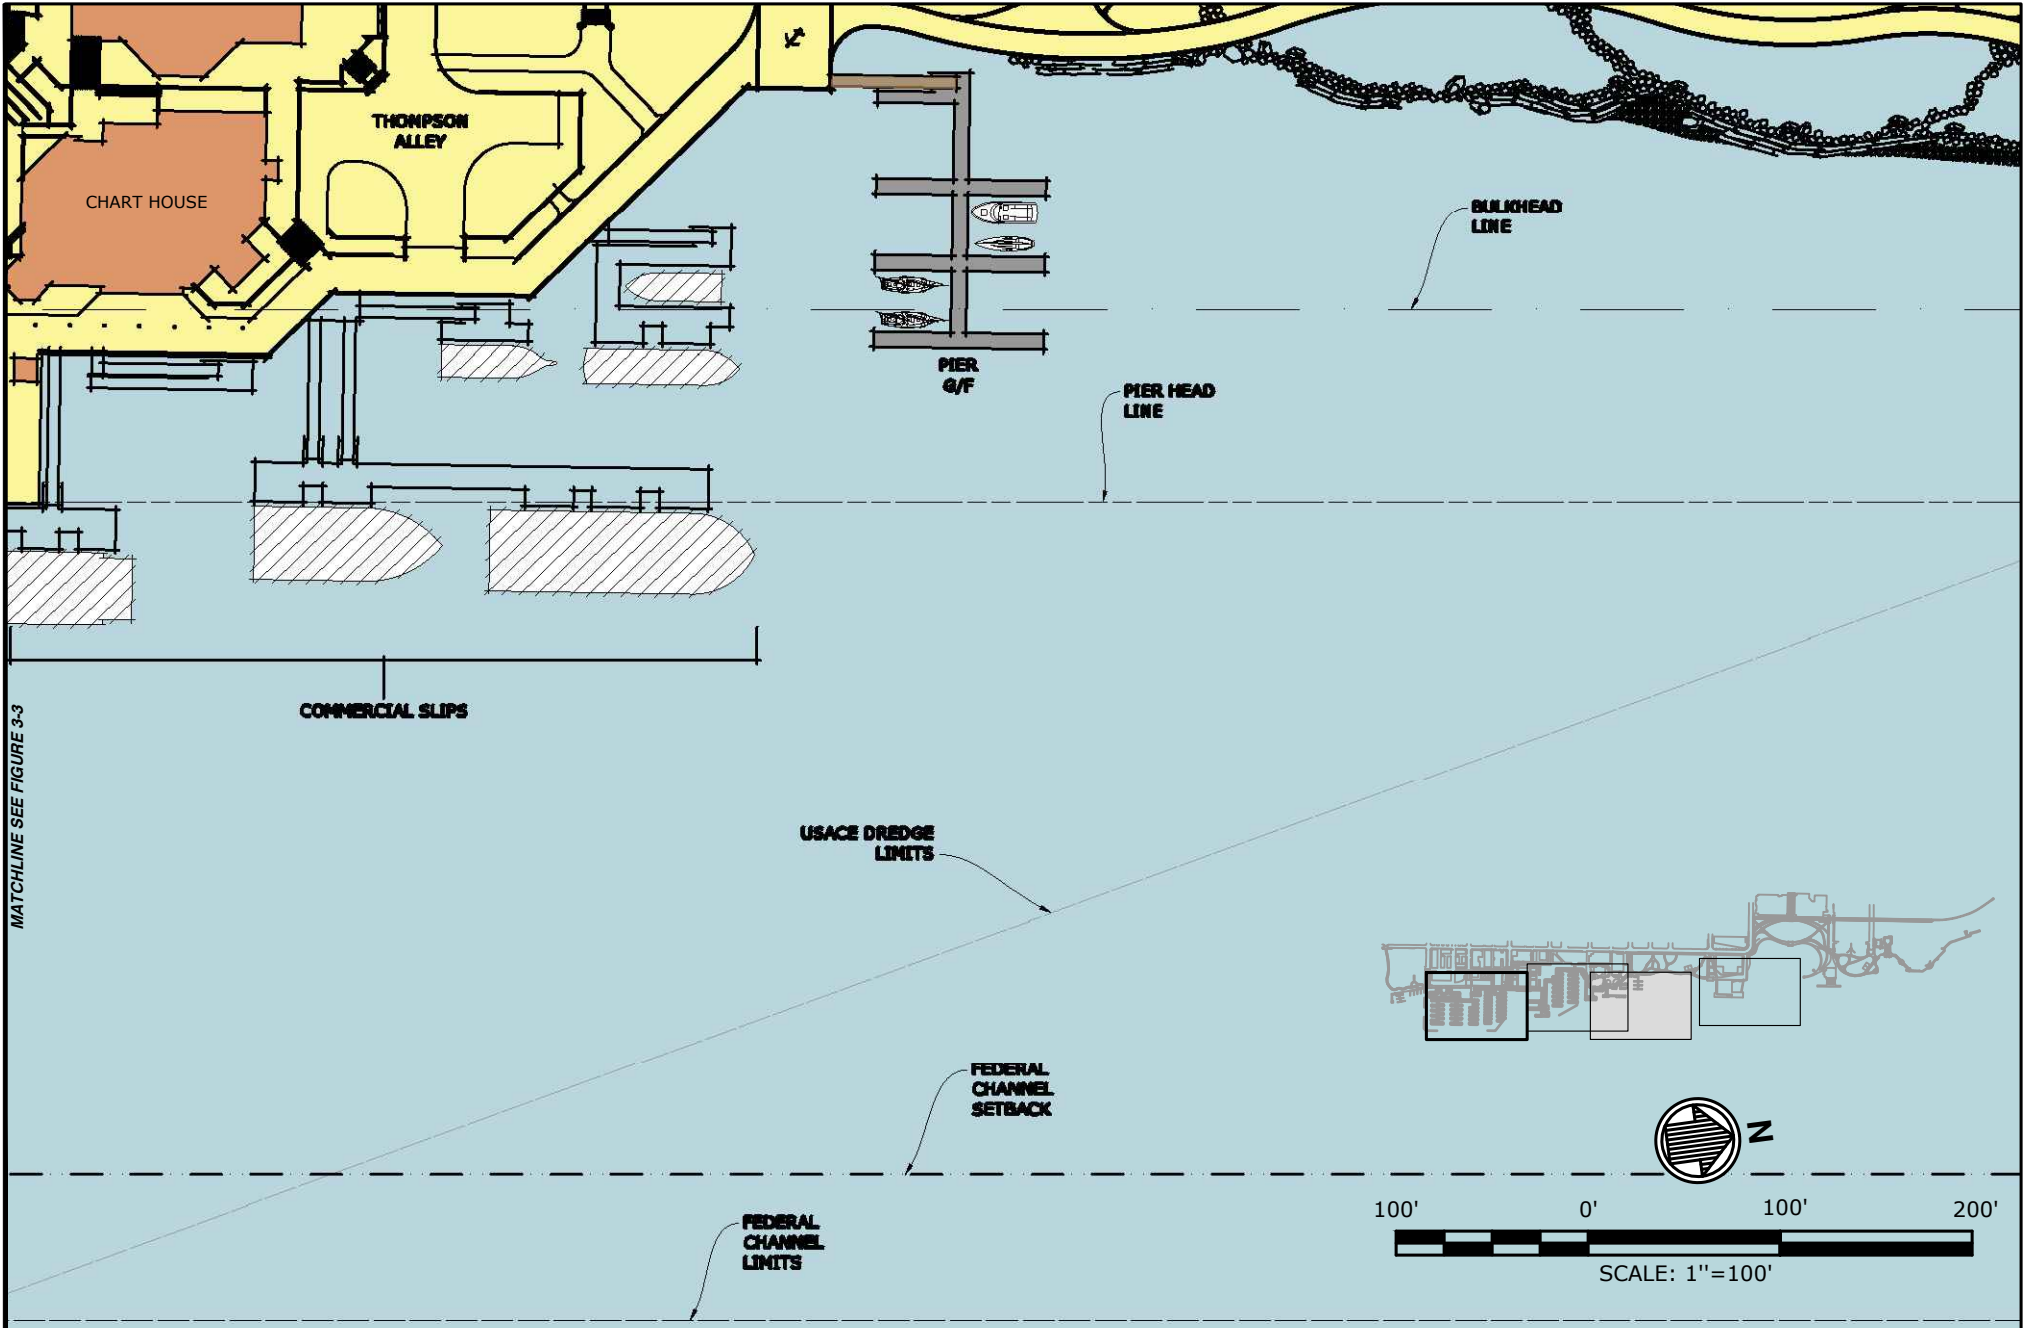 THOMPSON
ALLEY
CHART HOUSE
BULKHEAD
LINE
PIER
G/F
PIER HEAD
LINE
COMMERCIAL SLIPS
MATCHLINE SEE FIGURE 3-3
USACE DREDGE
LIMITS
FEDERAL
CHANNEL
SETBACK
N
FEDERAL
CHANNEL
LIMITS
100' 0' 100' 200'
SCALE: 1"=100'